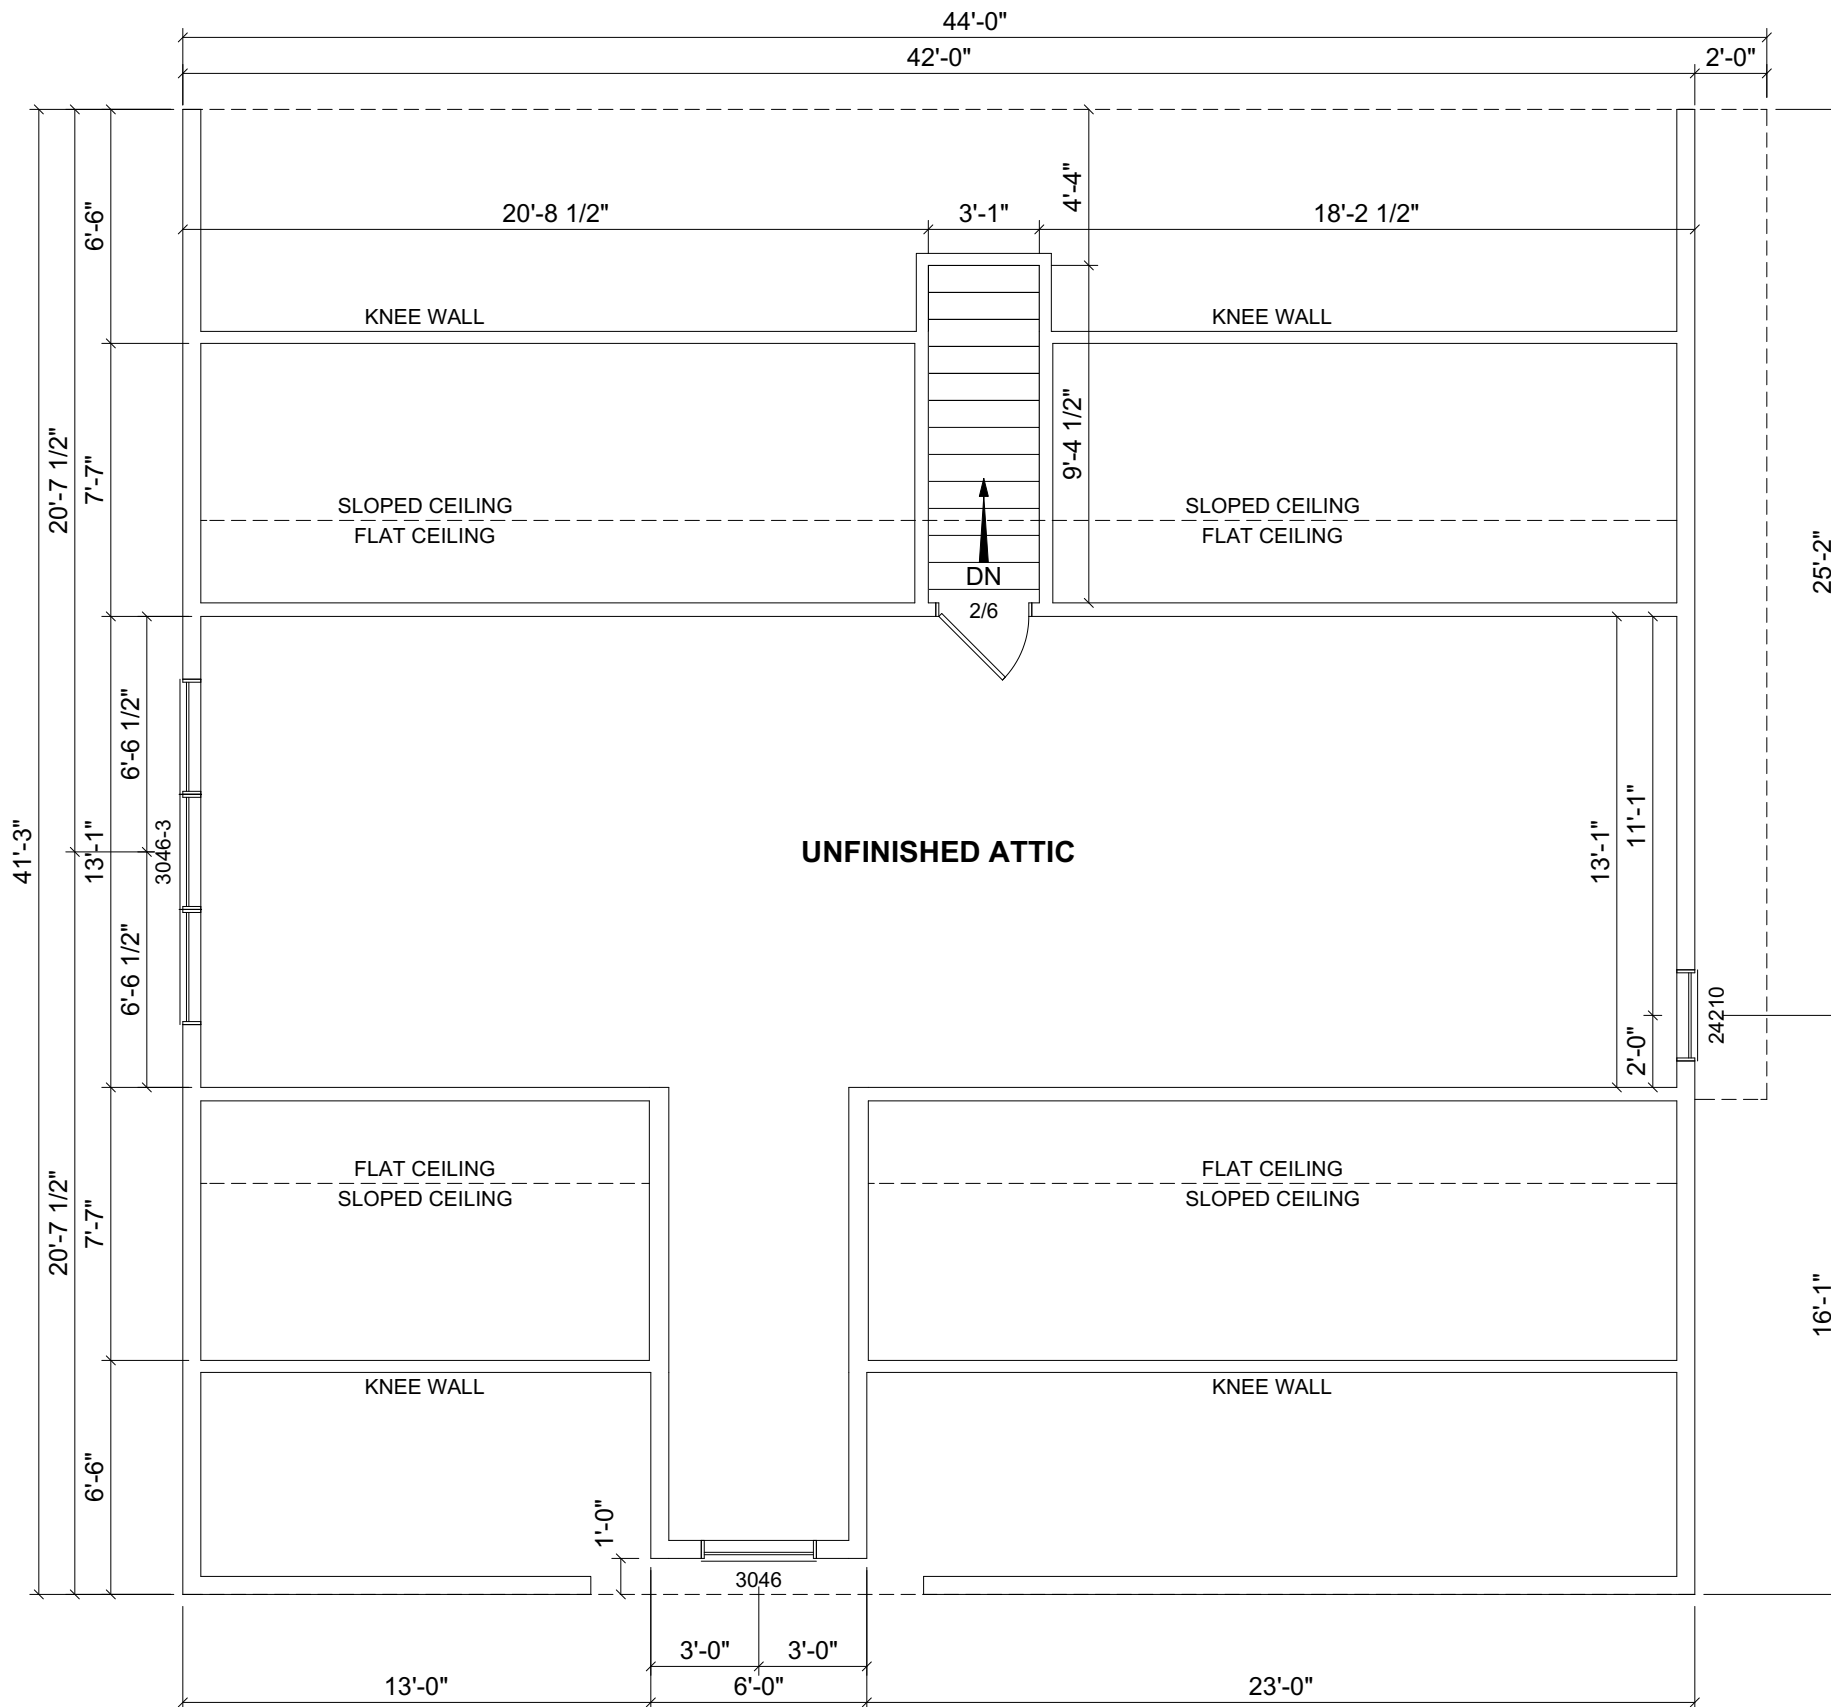 44'-0"
42'-0"
2'-0"
4'-4"
6'-6"
20'-8 1/2"
3'-1"
18'-2 1/2"
KNEE WALL
KNEE WALL
20'-7 1/2"
7'-7"
9'-4 1/2"
SLOPED CEILING
FLAT CEILING
SLOPED CEILING
FLAT CEILING
25'-2"
DN
2/6
6'-6 1/2"
41'-3"
13'-1"
3046-3
UNFINISHED ATTIC
13'-1"
11'-1"
6'-6 1/2"
24210
2'-0"
20'-7 1/2"
7'-7"
FLAT CEILING
SLOPED CEILING
FLAT CEILING
SLOPED CEILING
16'-1"
KNEE WALL
KNEE WALL
6'-6"
1'-0"
3046
3'-0"
3'-0"
13'-0"
6'-0"
23'-0"